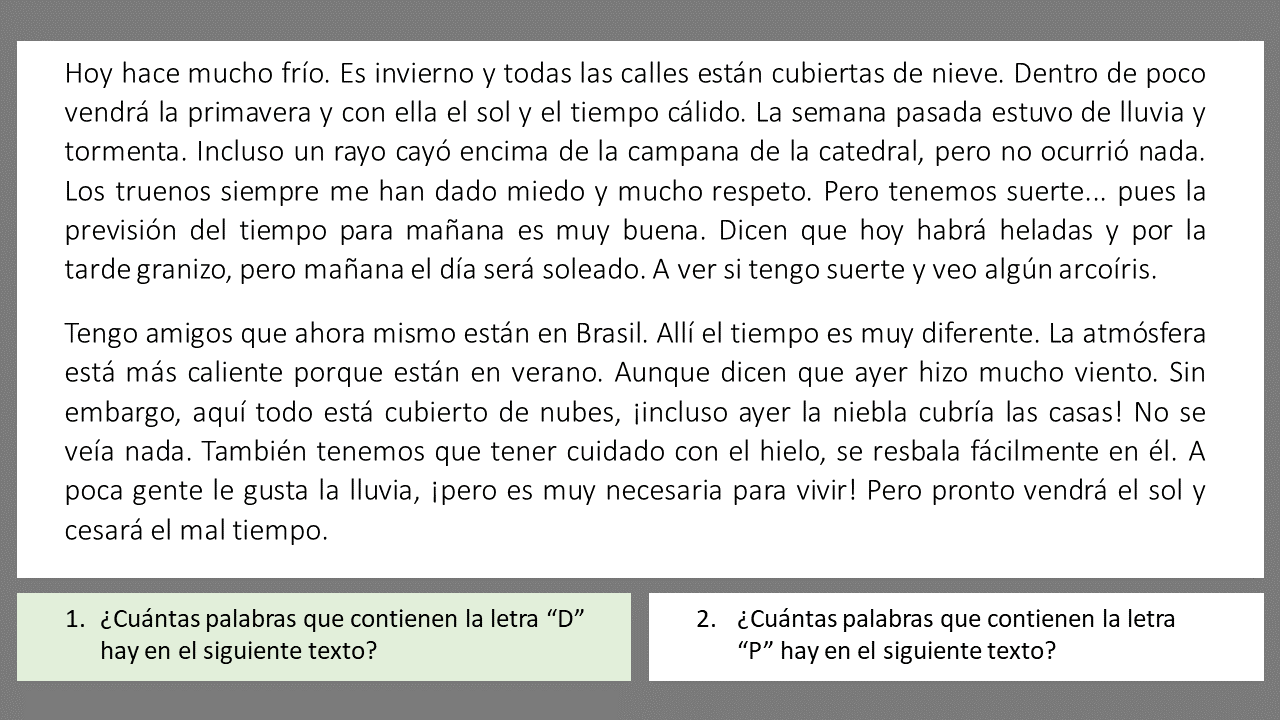 Hoy hace mucho frío. Es invierno y todas las calles están cubiertas de nieve. Dentro de poco
vendrá la primavera y con ella el sol y el tiempo cálido. La semana pasada estuvo de lluvia y
tormenta. Incluso un rayo cayó encima de la campana de la catedral, pero no ocurrió nada.
Los truenos siempre me han dado miedo y mucho respeto. Pero tenemos suerte... pues la
previsión del tiempo para mañana es muy buena. Dicen que hoy habrá heladas y por la
tarde granizo, pero mañana el día será soleado. A ver si tengo suerte y veo algún arcoíris.
Tengo amigos que ahora mismo están en Brasil. Allí el tiempo es muy diferente. La atmósfera
está más caliente porque están en verano. Aunque dicen que ayer hizo mucho viento. Sin
embargo, aquí todo está cubierto de nubes, ¡incluso ayer la niebla cubría las casas! No se
veía nada. También tenemos que tener cuidado con el hielo, se resbala fácilmente en él. A
poca gente le gusta la lluvia, ¡pero es muy necesaria para vivir! Pero pronto vendrá el sol y
cesará el mal tiempo.
1. ¿Cuántas palabras que contienen la letra “D”
hay en el siguiente texto?
2. ¿Cuántas palabras que contienen la letra
“P” hay en el siguiente texto?